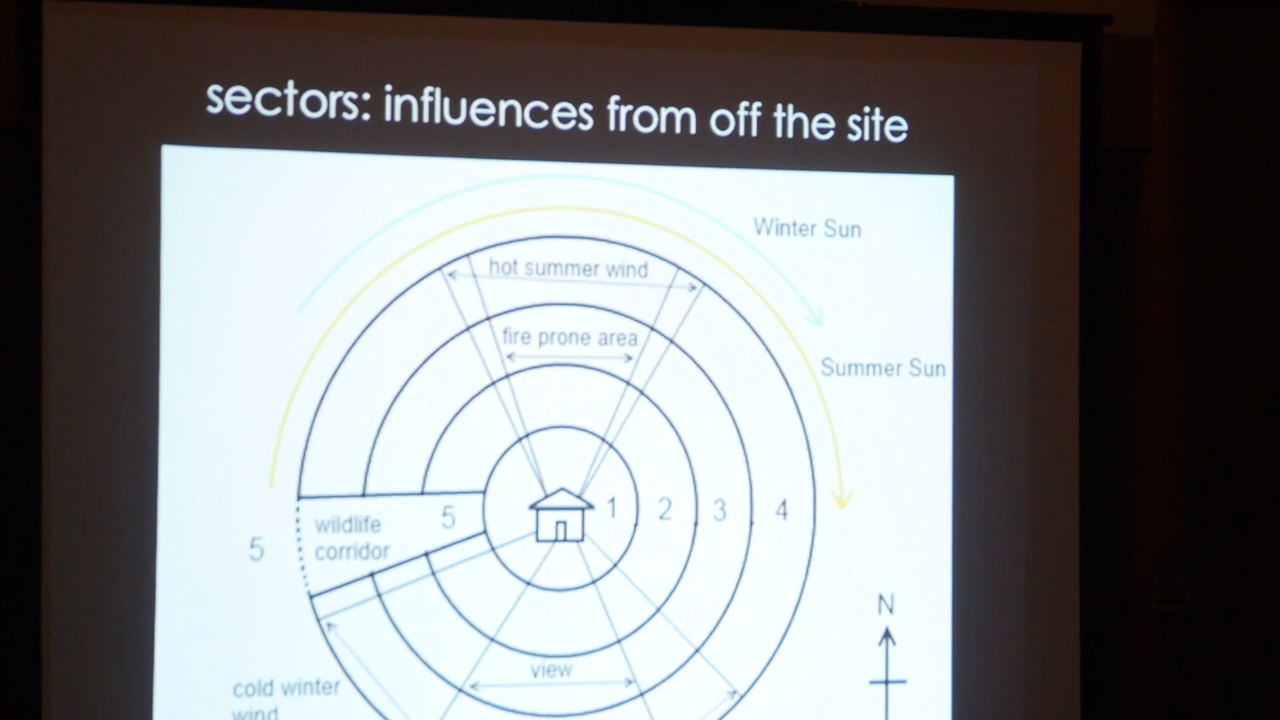 sectors: influences from off the site
Winter Sun
hot summer wind
fire prone area
Summer Sun
1 2 3 4
5
wildlife
corridor
5
N
view
cold winter
wind